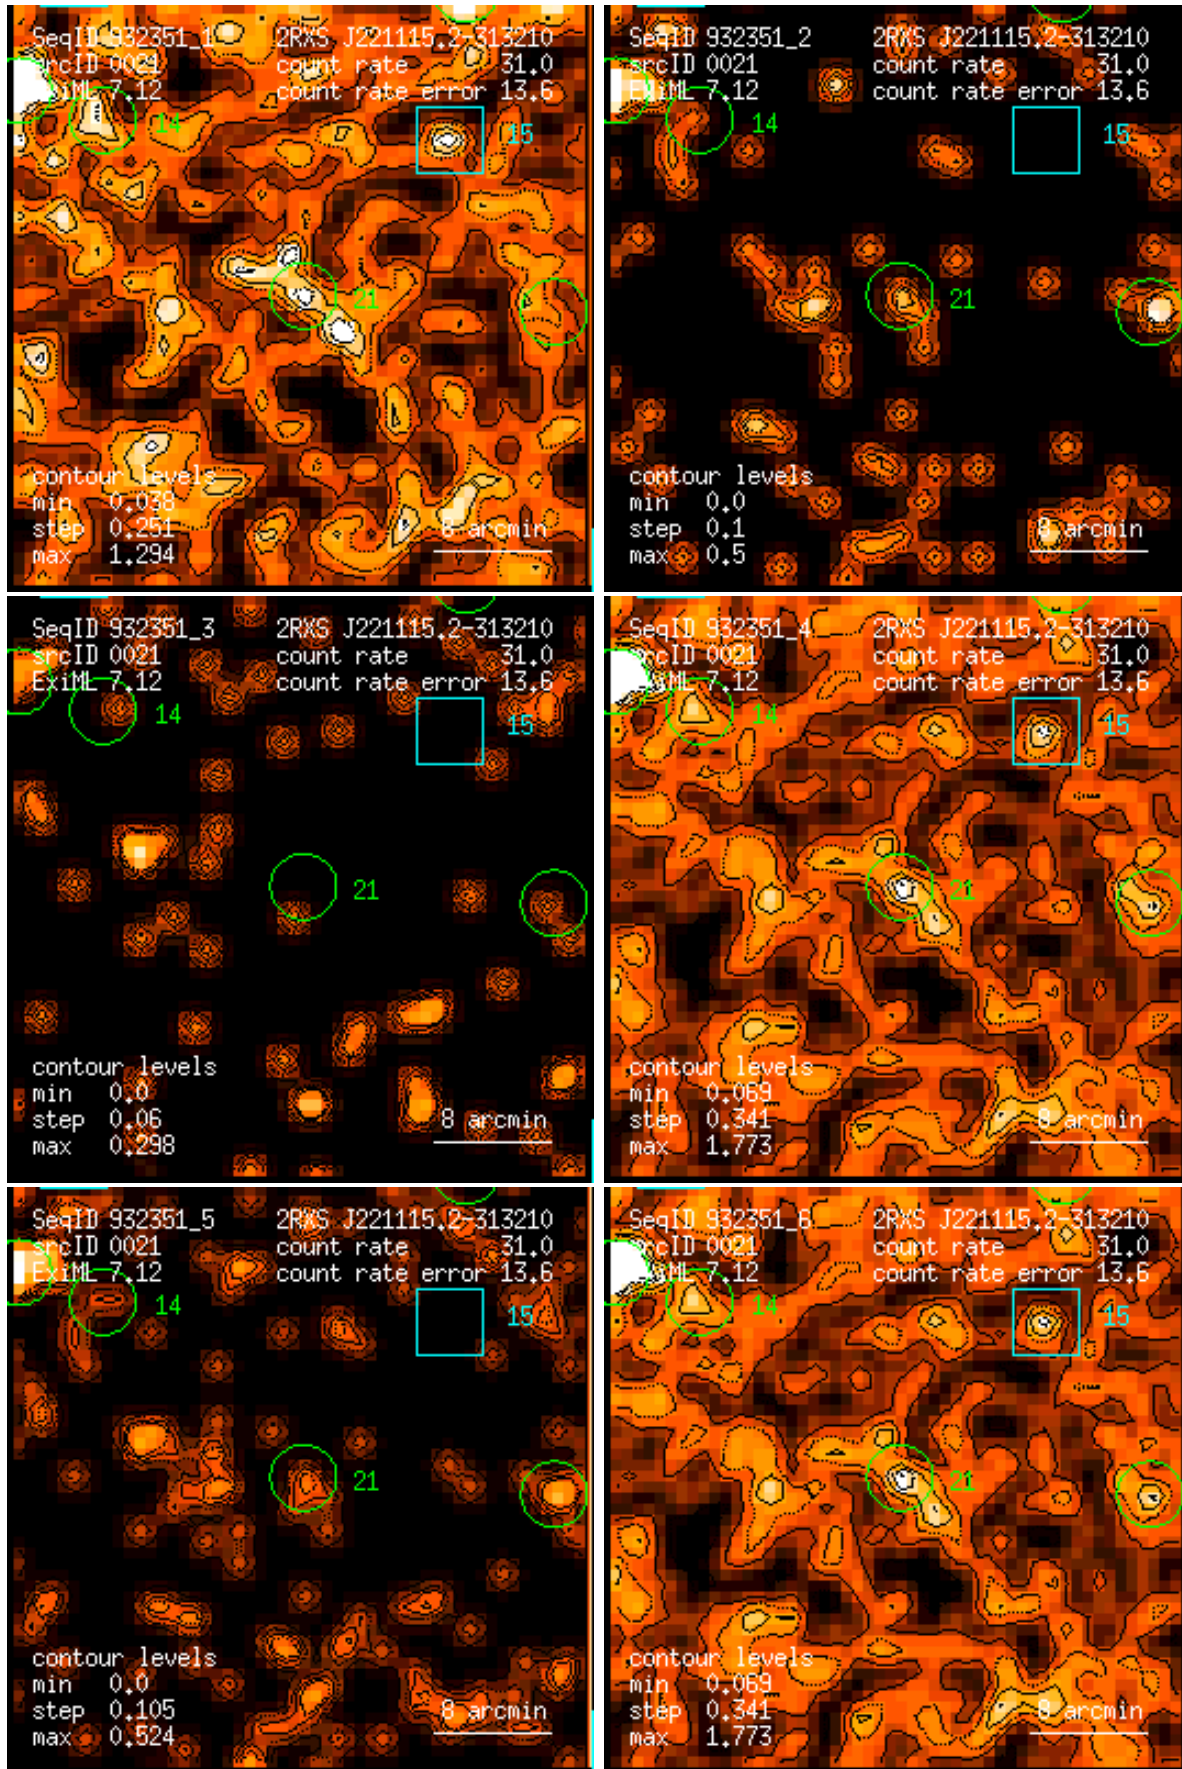 SeqID 932351_1 2RXS J221115.2-313210
srcID 0021 count rate 31.0
ExiML 7.12 count rate error 13.6
14
15
21
contour levels
min 0.038
step 0.251
max 1.294
8 arcmin
SeqID 932351_2 2RXS J221115.2-313210
srcID 0021 count rate 31.0
ExiML 7.12 count rate error 13.6
14
15
21
contour levels
min 0.0
step 0.1
max 0.5
8 arcmin
SeqID 932351_3 2RXS J221115.2-313210
srcID 0021 count rate 31.0
ExiML 7.12 count rate error 13.6
14
15
21
contour levels
min 0.0
step 0.06
max 0.298
8 arcmin
SeqID 932351_4 2RXS J221115.2-313210
srcID 0021 count rate 31.0
ExiML 7.12 count rate error 13.6
14
15
21
contour levels
min 0.069
step 0.341
max 1.773
8 arcmin
SeqID 932351_5 2RXS J221115.2-313210
srcID 0021 count rate 31.0
ExiML 7.12 count rate error 13.6
14
15
21
contour levels
min 0.0
step 0.105
max 0.524
8 arcmin
SeqID 932351_6 2RXS J221115.2-313210
srcID 0021 count rate 31.0
ExiML 7.12 count rate error 13.6
14
15
21
contour levels
min 0.069
step 0.341
max 1.773
8 arcmin